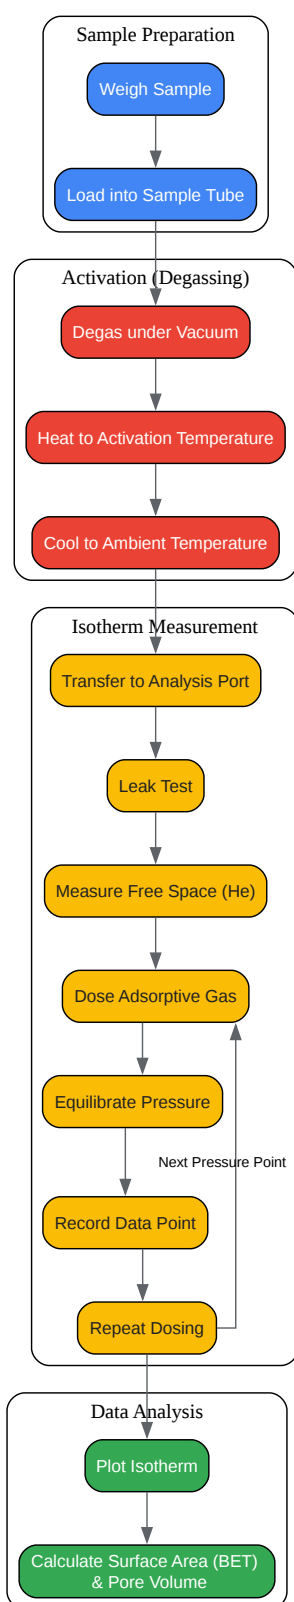 Sample Preparation
Weigh Sample
Load into Sample Tube
Activation (Degassing)
Degas under Vacuum
Heat to Activation Temperature
Cool to Ambient Temperature
Isotherm Measurement
Transfer to Analysis Port
Leak Test
Measure Free Space (He)
Dose Adsorptive Gas
Equilibrate Pressure
Next Pressure Point
Record Data Point
Repeat Dosing
Data Analysis
Plot Isotherm
Calculate Surface Area (BET)
& Pore Volume